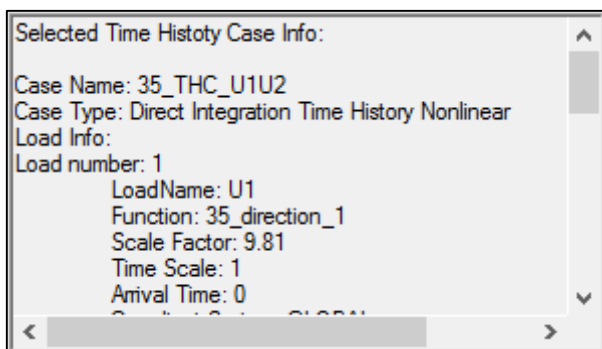 Selected Time Histoty Case Info:
Case Name: 35_THC_U1U2
Case Type: Direct Integration Time History Nonlinear
Load Info:
Load number: 1
LoadName: U1
Function: 35_direction_1
Scale Factor: 9.81
Time Scale: 1
Arrival Time: 0